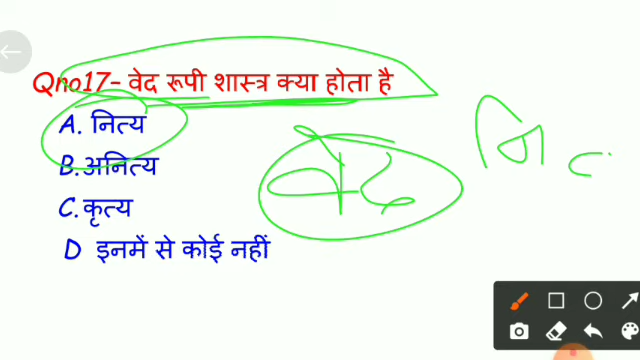 Qno17- वेद रूपी शास्त्र क्या होता है
A. नित्य
B. अनित्य
C. कृत्य
D इनमें से कोई नहीं
वेद